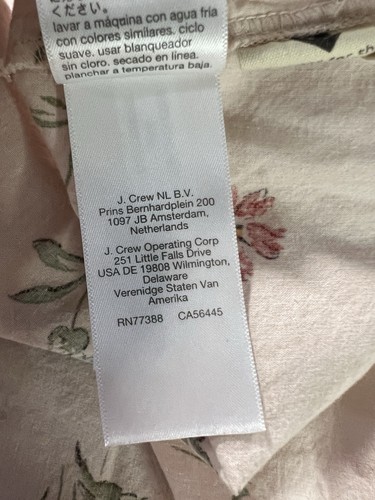 ください。
lavar a máquina con agua fría
con colores similares. ciclo
suave. usar blanqueador
sin cloro. secado en línea.
planchar a temperatura baja.
J. Crew NL B.V.
Prins Bernhardplein 200
1097 JB Amsterdam,
Netherlands
J. Crew Operating Corp
251 Little Falls Drive
USA DE 19808 Wilmington,
Delaware
Verenidge Staten Van
Amerika
RN77388 CA56445